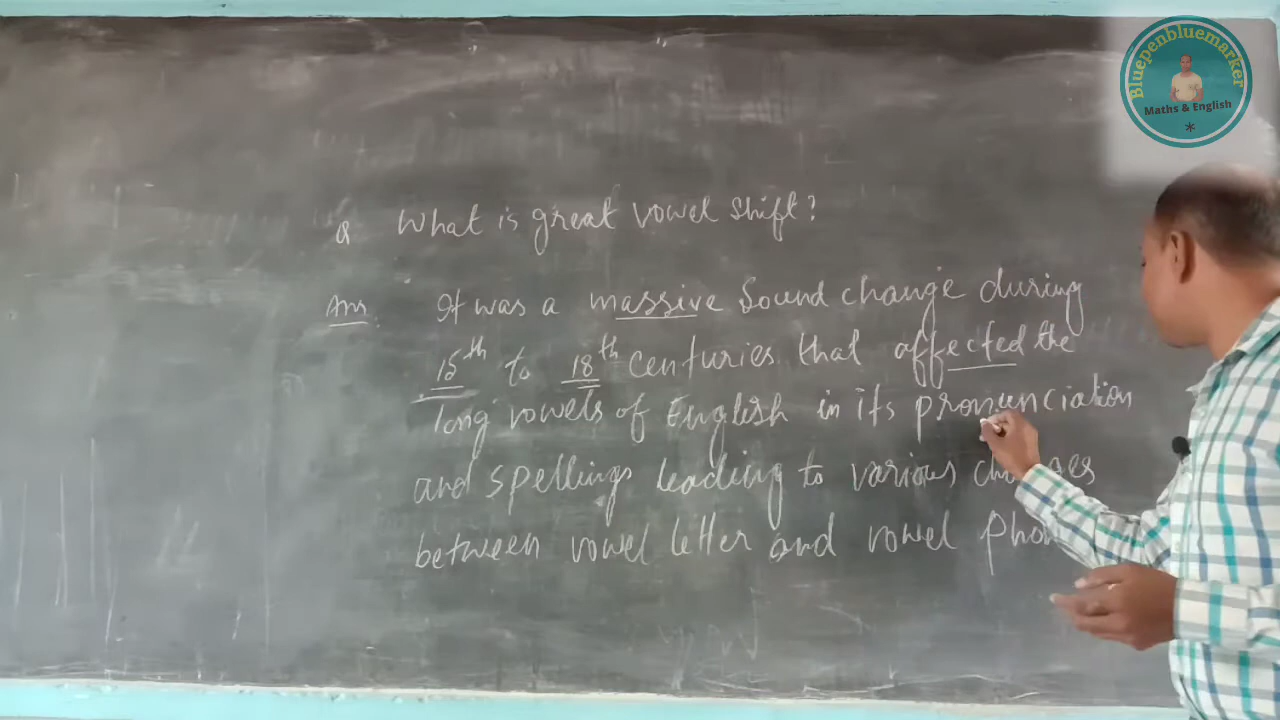 Bluepenbluemarker
Maths & English
Q What is great vowel shift?
Ans. It was a massive sound change during
15th to 18th centuries that affected the
long vowels of English in its pronunciation
and spellings leading to various changes
between vowel letter and vowel